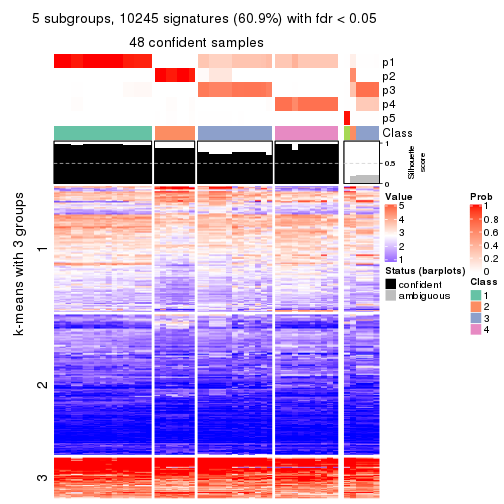 5 subgroups, 10245 signatures (60.9%) with fdr < 0.05
48 confident samples
p1
p2
p3
p4
p5
Class
1
0.5
0
Silhouette
score
k-means with 3 groups
1
2
3
Value
5
4
3
2
1
Status (barplots)
confident
ambiguous
Prob
1
0.8
0.6
0.4
0.2
0
Class
1
2
3
4